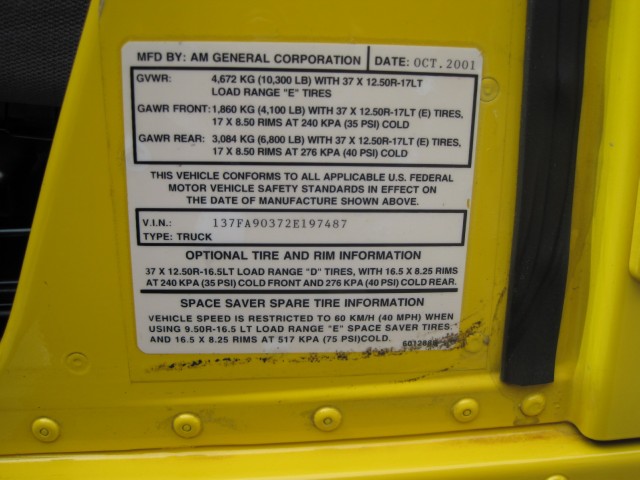 MFD BY: AM GENERAL CORPORATION DATE: OCT.2001
GVWR: 4,672 KG (10,300 LB) WITH 37 X 12.50R-17LT
LOAD RANGE "E" TIRES
GAWR FRONT: 1,860 KG (4,100 LB) WITH 37 X 12.50R-17LT (E) TIRES,
17 X 8.50 RIMS AT 240 KPA (35 PSI) COLD
GAWR REAR: 3,084 KG (6,800 LB) WITH 37 X 12.50R-17LT (E) TIRES,
17 X 8.50 RIMS AT 276 KPA (40 PSI) COLD
THIS VEHICLE CONFORMS TO ALL APPLICABLE U.S. FEDERAL
MOTOR VEHICLE SAFETY STANDARDS IN EFFECT ON
THE DATE OF MANUFACTURE SHOWN ABOVE.
V.I.N.: 137FA90372E197487
TYPE: TRUCK
OPTIONAL TIRE AND RIM INFORMATION
37 X 12.50R-16.5LT LOAD RANGE "D" TIRES, WITH 16.5 X 8.25 RIMS
AT 240 KPA (35 PSI) COLD FRONT AND 276 KPA (40 PSI) COLD REAR.
SPACE SAVER SPARE TIRE INFORMATION
VEHICLE SPEED IS RESTRICTED TO 60 KM/H (40 MPH) WHEN
USING 9.50R-16.5 LT LOAD RANGE "E" SPACE SAVER TIRES.
AND 16.5 X 8.25 RIMS AT 517 KPA (75 PSI)COLD.